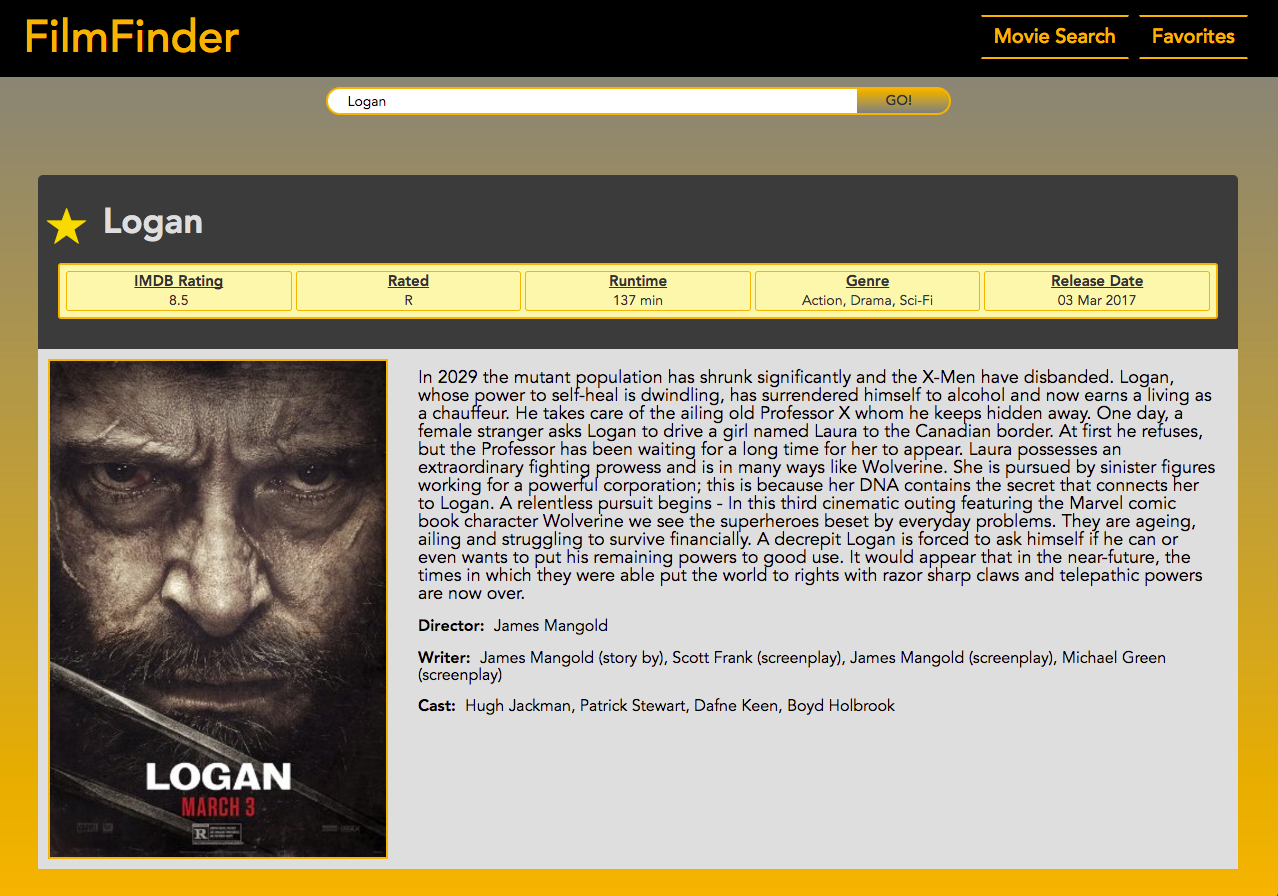 FilmFinder
Movie Search
Favorites
Logan
GO!
Logan
IMDB Rating
8.5
Rated
R
Runtime
137 min
Genre
Action, Drama, Sci-Fi
Release Date
03 Mar 2017
In 2029 the mutant population has shrunk significantly and the X-Men have disbanded. Logan,
whose power to self-heal is dwindling, has surrendered himself to alcohol and now earns a living as
a chauffeur. He takes care of the ailing old Professor X whom he keeps hidden away. One day, a
female stranger asks Logan to drive a girl named Laura to the Canadian border. At first he refuses,
but the Professor has been waiting for a long time for her to appear. Laura possesses an
extraordinary fighting prowess and is in many ways like Wolverine. She is pursued by sinister figures
working for a powerful corporation; this is because her DNA contains the secret that connects her
to Logan. A relentless pursuit begins - In this third cinematic outing featuring the Marvel comic
book character Wolverine we see the superheroes beset by everyday problems. They are ageing,
ailing and struggling to survive financially. A decrepit Logan is forced to ask himself if he can or
even wants to put his remaining powers to good use. It would appear that in the near-future, the
times in which they were able put the world to rights with razor sharp claws and telepathic powers
are now over.
Director: James Mangold
Writer: James Mangold (story by), Scott Frank (screenplay), James Mangold (screenplay), Michael Green
(screenplay)
Cast: Hugh Jackman, Patrick Stewart, Dafne Keen, Boyd Holbrook
LOGAN
MARCH 3
R